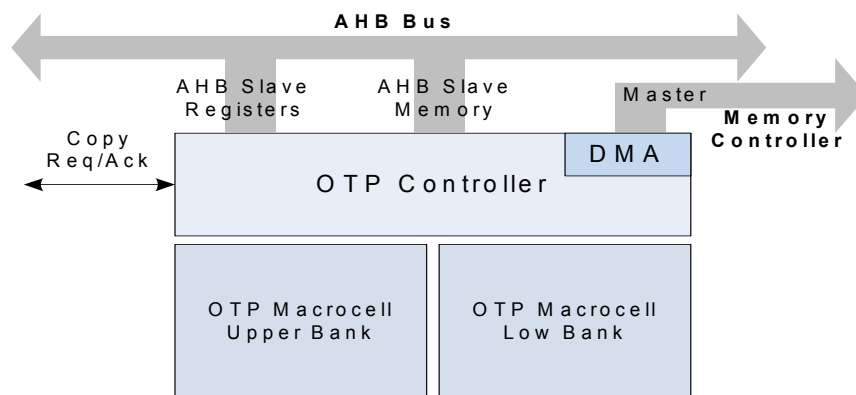 AHB Bus
AHB Slave
Registers
AHB Slave
Memory
Master
Memory
Controller
Copy
Req/Ack
DMA
OTP Controller
OTP Macrocell
Upper Bank
OTP Macrocell
Low Bank